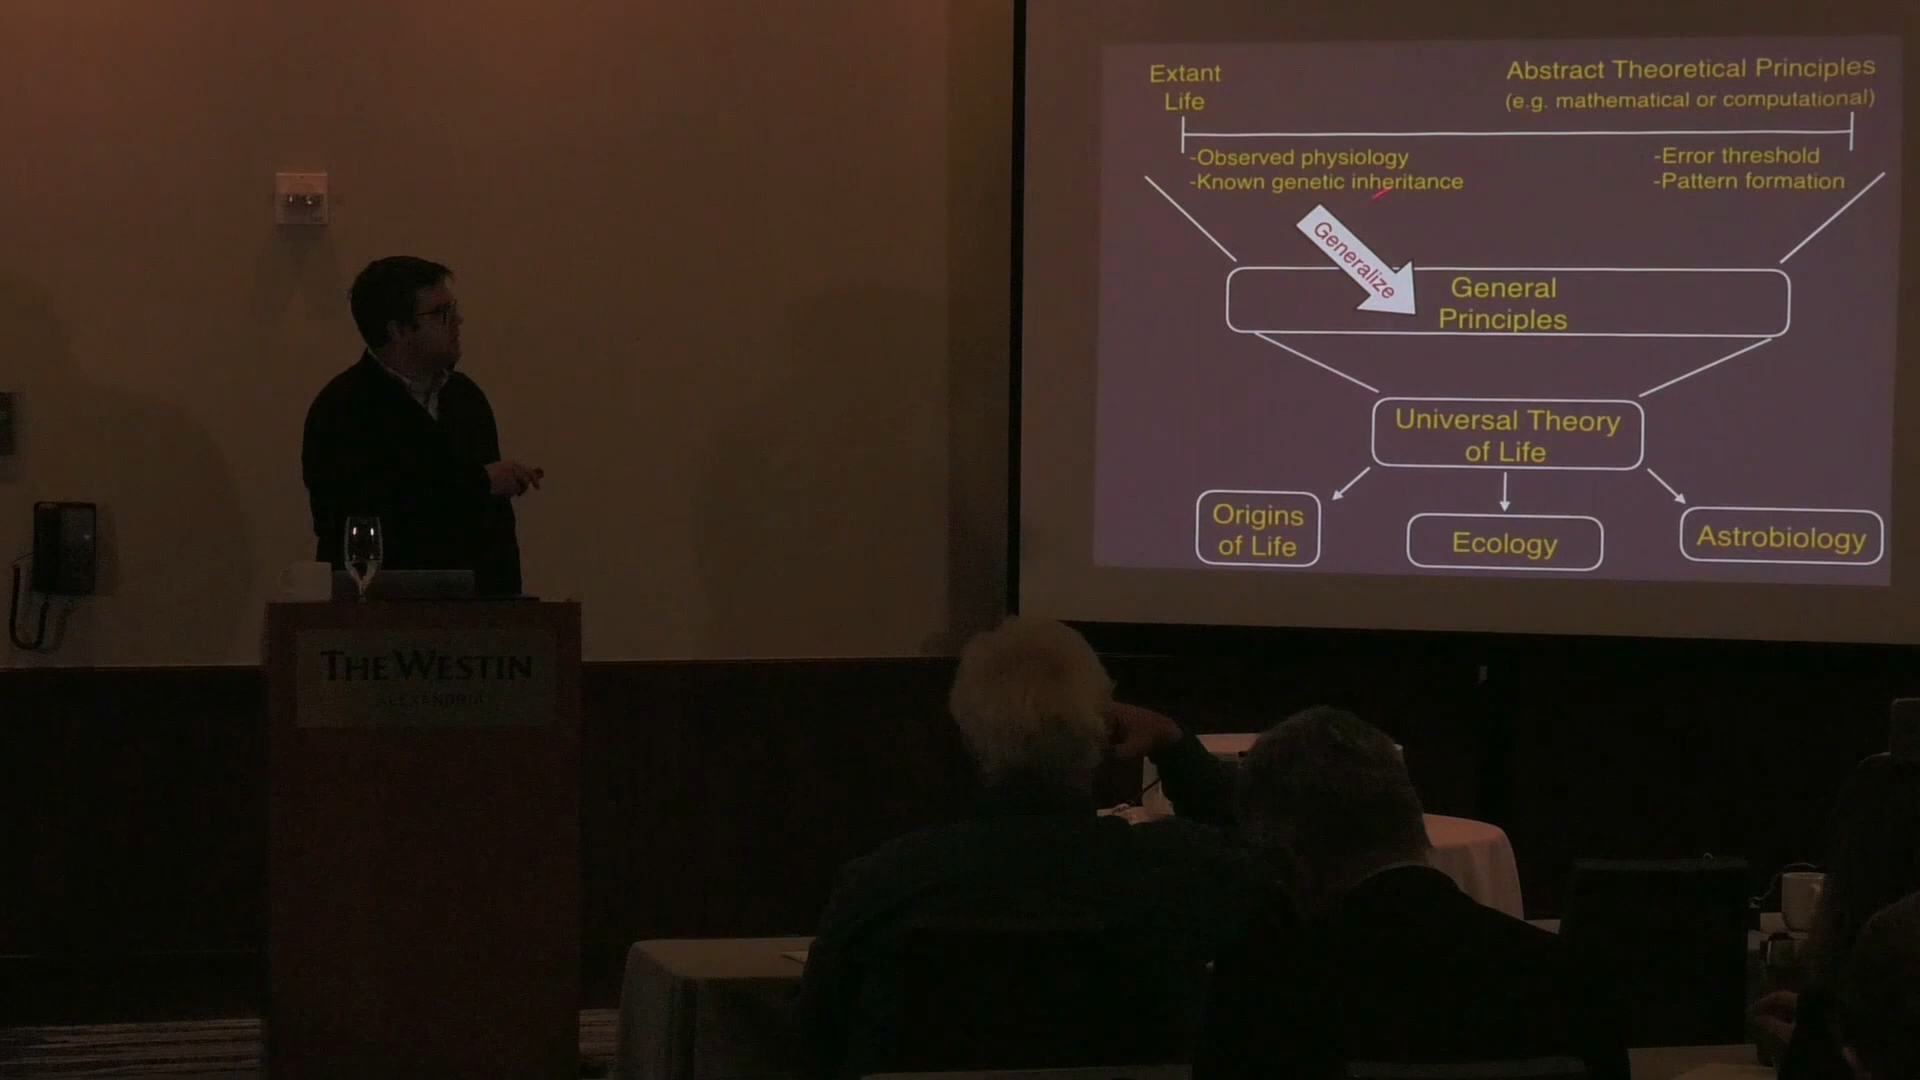 Extant
Life
Abstract Theoretical Principles
(e.g. mathematical or computational)
-Observed physiology
-Known genetic inheritance
-Error threshold
-Pattern formation
Generalize
General
Principles
Universal Theory
of Life
Origins
of Life
Ecology
Astrobiology
THE WESTIN
ALEXANDRIA